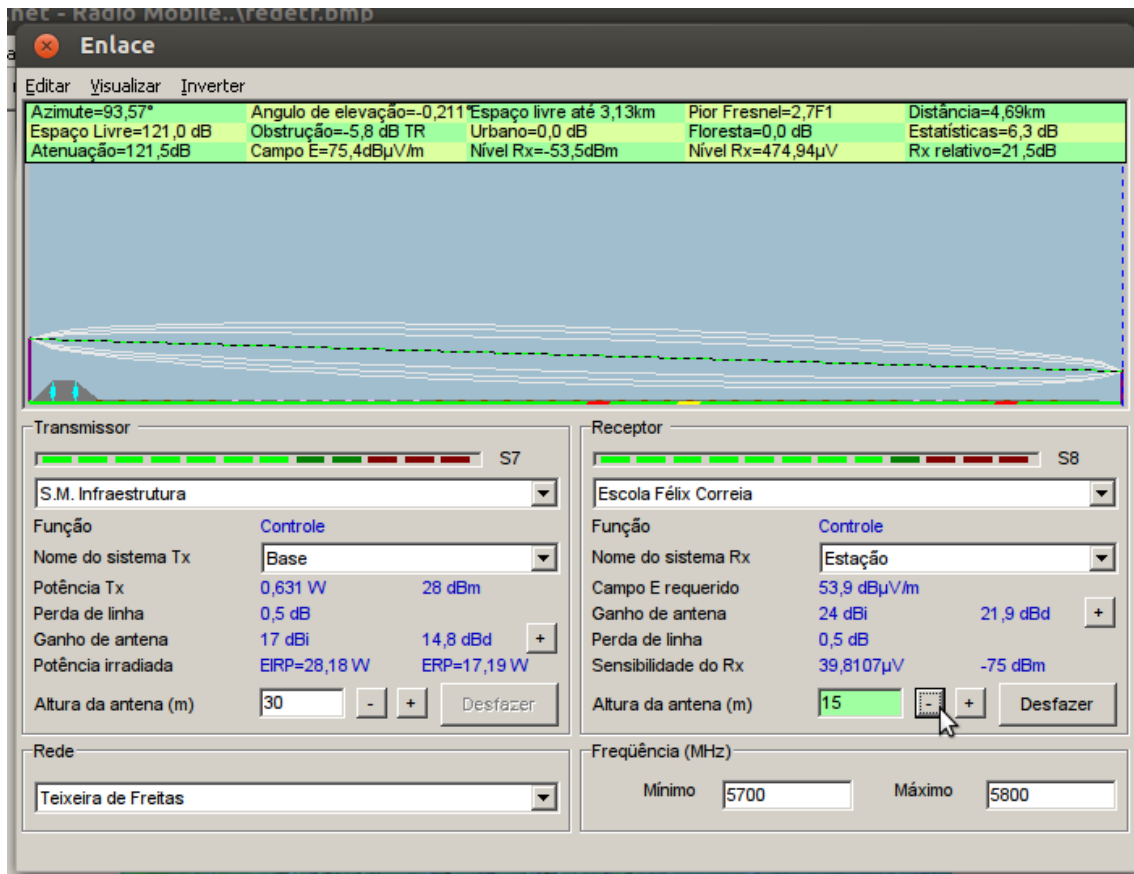 .net - Radio Mobile..\redetf.bmp
Enlace
Editar Visualizar Inverter
Azimute=93,57° Angulo de elevação=-0,211° Espaço livre até 3,13km Pior Fresnel=2,7F1 Distância=4,69km
Espaço Livre=121,0 dB Obstrução=-5,8 dB TR Urbano=0,0 dB Floresta=0,0 dB Estatísticas=6,3 dB
Atenuação=121,5dB Campo E=75,4dBµV/m Nível Rx=-53,5dBm Nível Rx=474,94µV Rx relativo=21,5dB
Transmissor
S7
S.M. Infraestrutura
Função Controle
Nome do sistema Tx Base
Potência Tx 0,631 W 28 dBm
Perda de linha 0,5 dB
Ganho de antena 17 dBi 14,8 dBd +
Potência irradiada EIRP=28,18 W ERP=17,19 W
Altura da antena (m) 30 - + Desfazer
Rede
Teixeira de Freitas
Receptor
S8
Escola Félix Correia
Função Controle
Nome do sistema Rx Estação
Campo E requerido 53,9 dBµV/m
Ganho de antena 24 dBi 21,9 dBd +
Perda de linha 0,5 dB
Sensibilidade do Rx 39,8107µV -75 dBm
Altura da antena (m) 15 - + Desfazer
Freqüência (MHz)
Mínimo 5700 Máximo 5800